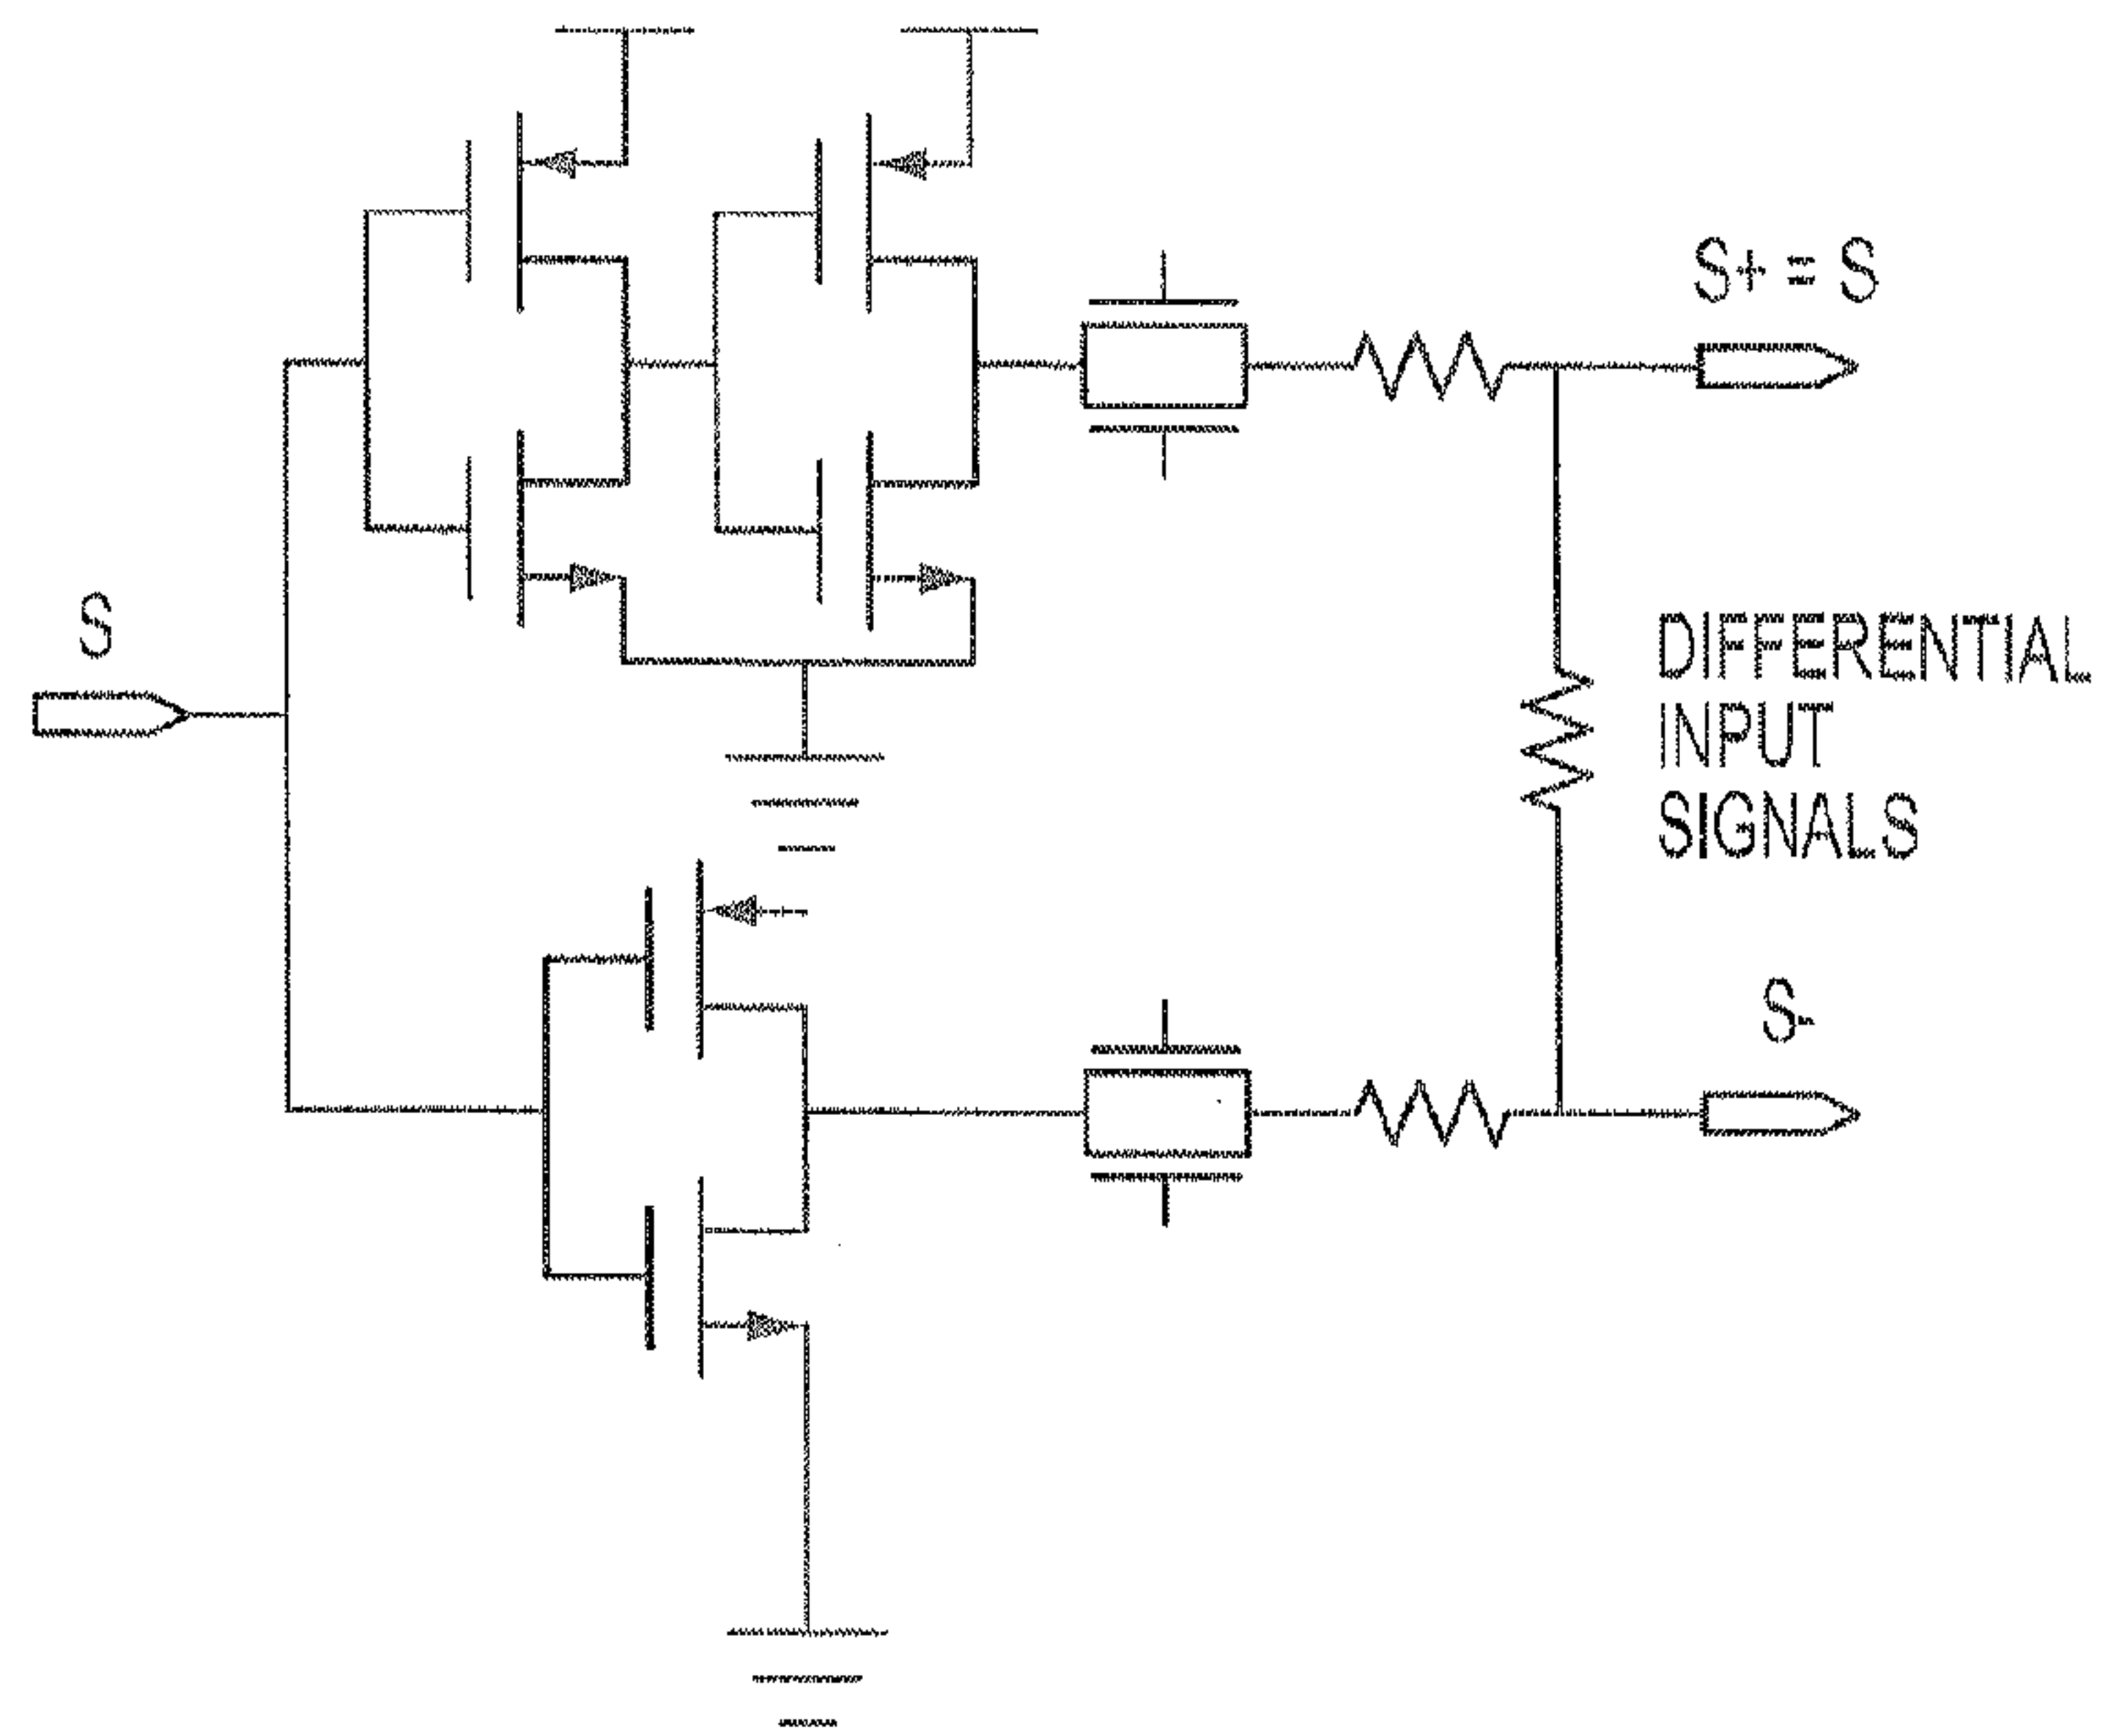 S+ = S
S
DIFFERENTIAL
INPUT
SIGNALS
S-